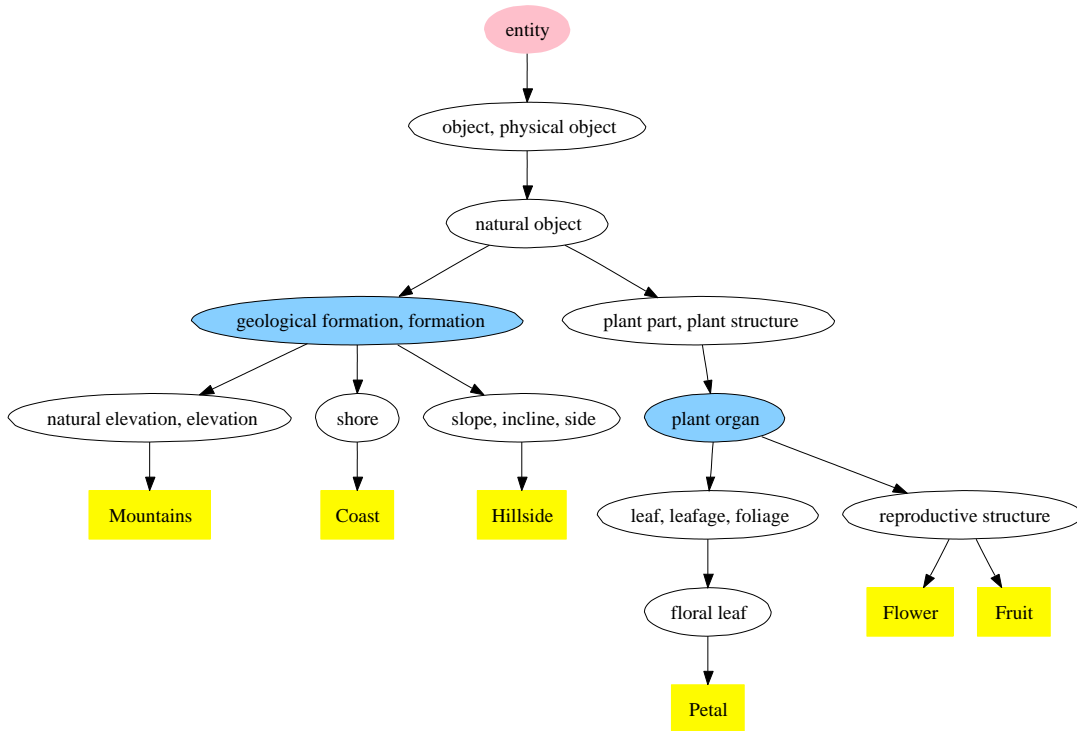 entity
object, physical object
natural object
geological formation, formation
plant part, plant structure
natural elevation, elevation
shore
slope, incline, side
plant organ
Mountains
Coast
Hillside
leaf, leafage, foliage
reproductive structure
floral leaf
Flower
Fruit
Petal